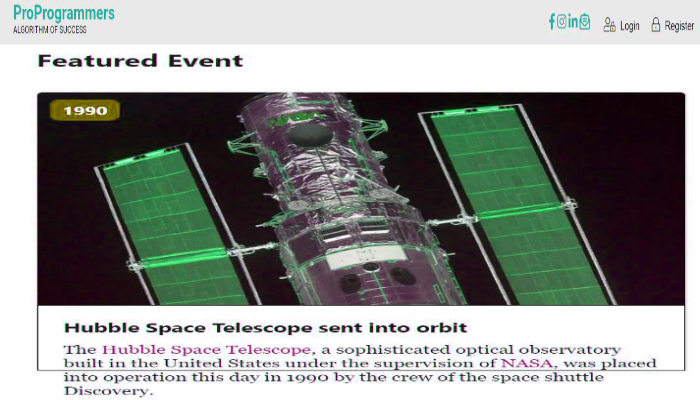 ProProgrammers
ALGORITHM OF SUCCESS
Login
Register
Featured Event
1990
NASA
Hubble Space Telescope sent into orbit
The Hubble Space Telescope, a sophisticated optical observatory
built in the United States under the supervision of NASA, was placed
into operation this day in 1990 by the crew of the space shuttle
Discovery.